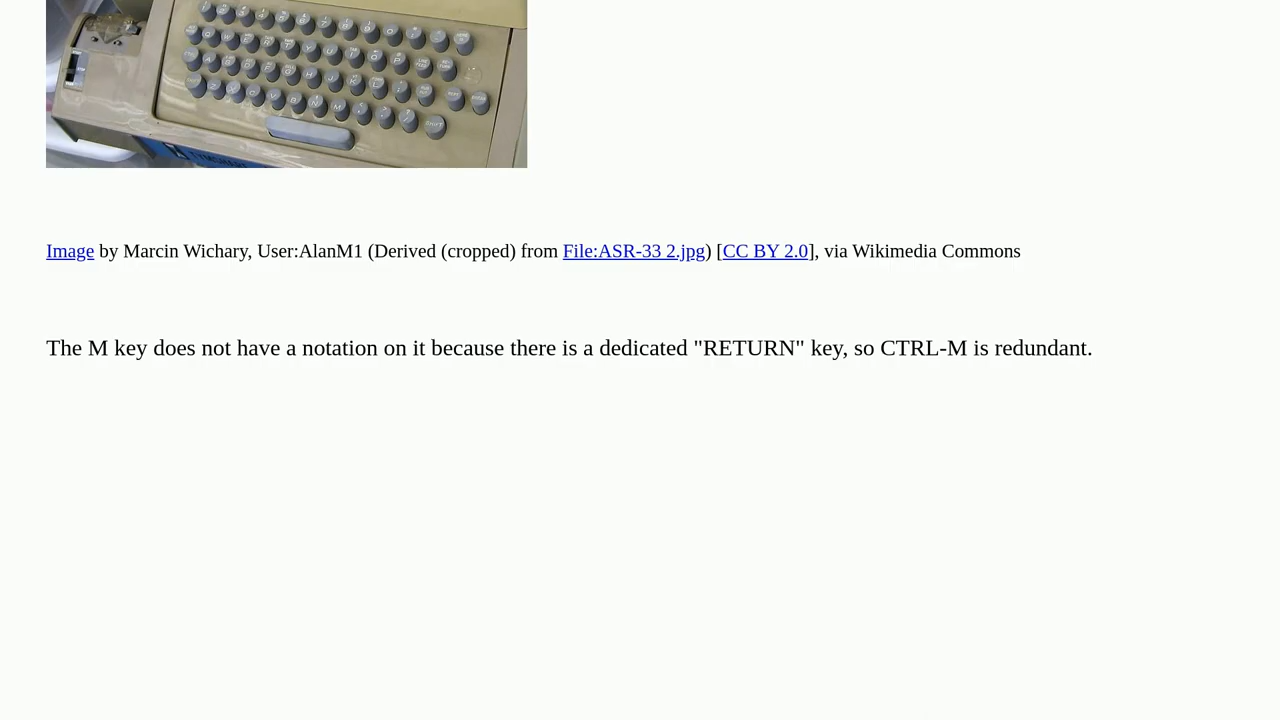 Image by Marcin Wichary, User:AlanM1 (Derived (cropped) from File:ASR-33 2.jpg) [CC BY 2.0], via Wikimedia Commons
The M key does not have a notation on it because there is a dedicated "RETURN" key, so CTRL-M is redundant.